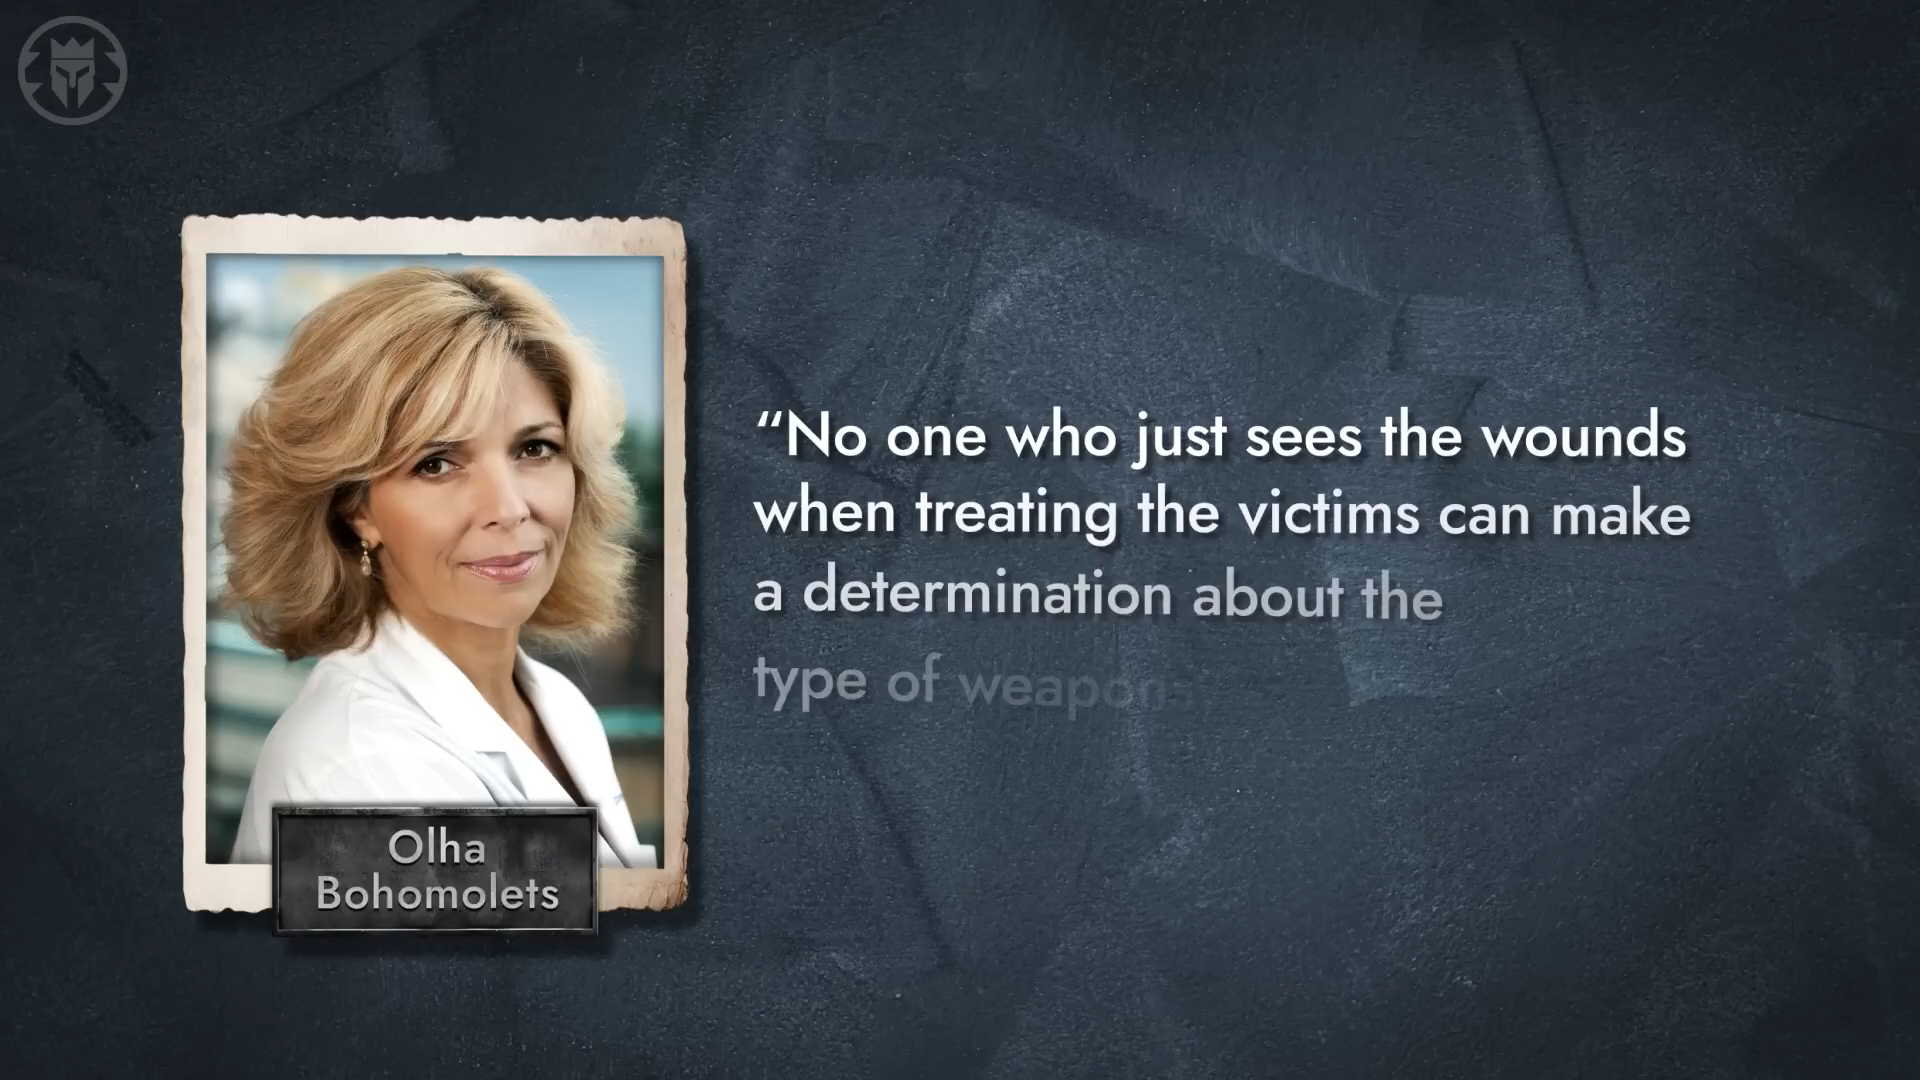 “No one who just sees the wounds
when treating the victims can make
a determination about the
type of weapons
Olha
Bohomolets